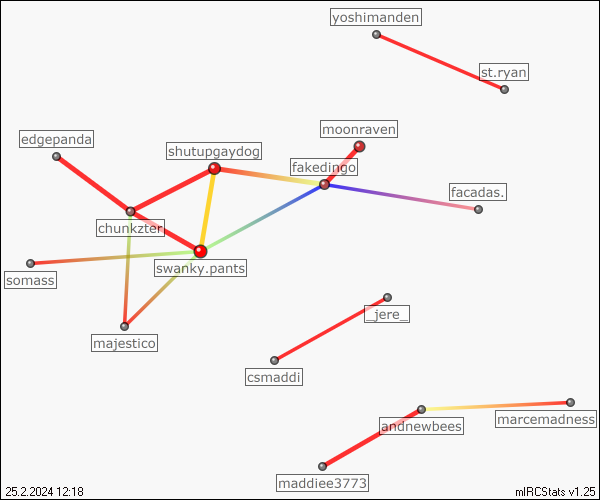 yoshimanden
st.ryan
moonraven
edgepanda
shutupgaydog
fakedingo
facadas.
chunkzter
swanky.pants
somass
_jere_
majestico
csmaddi
marcemadness
andnewbees
maddiee3773
25.2.2024 12:18
mIRCStats v1.25